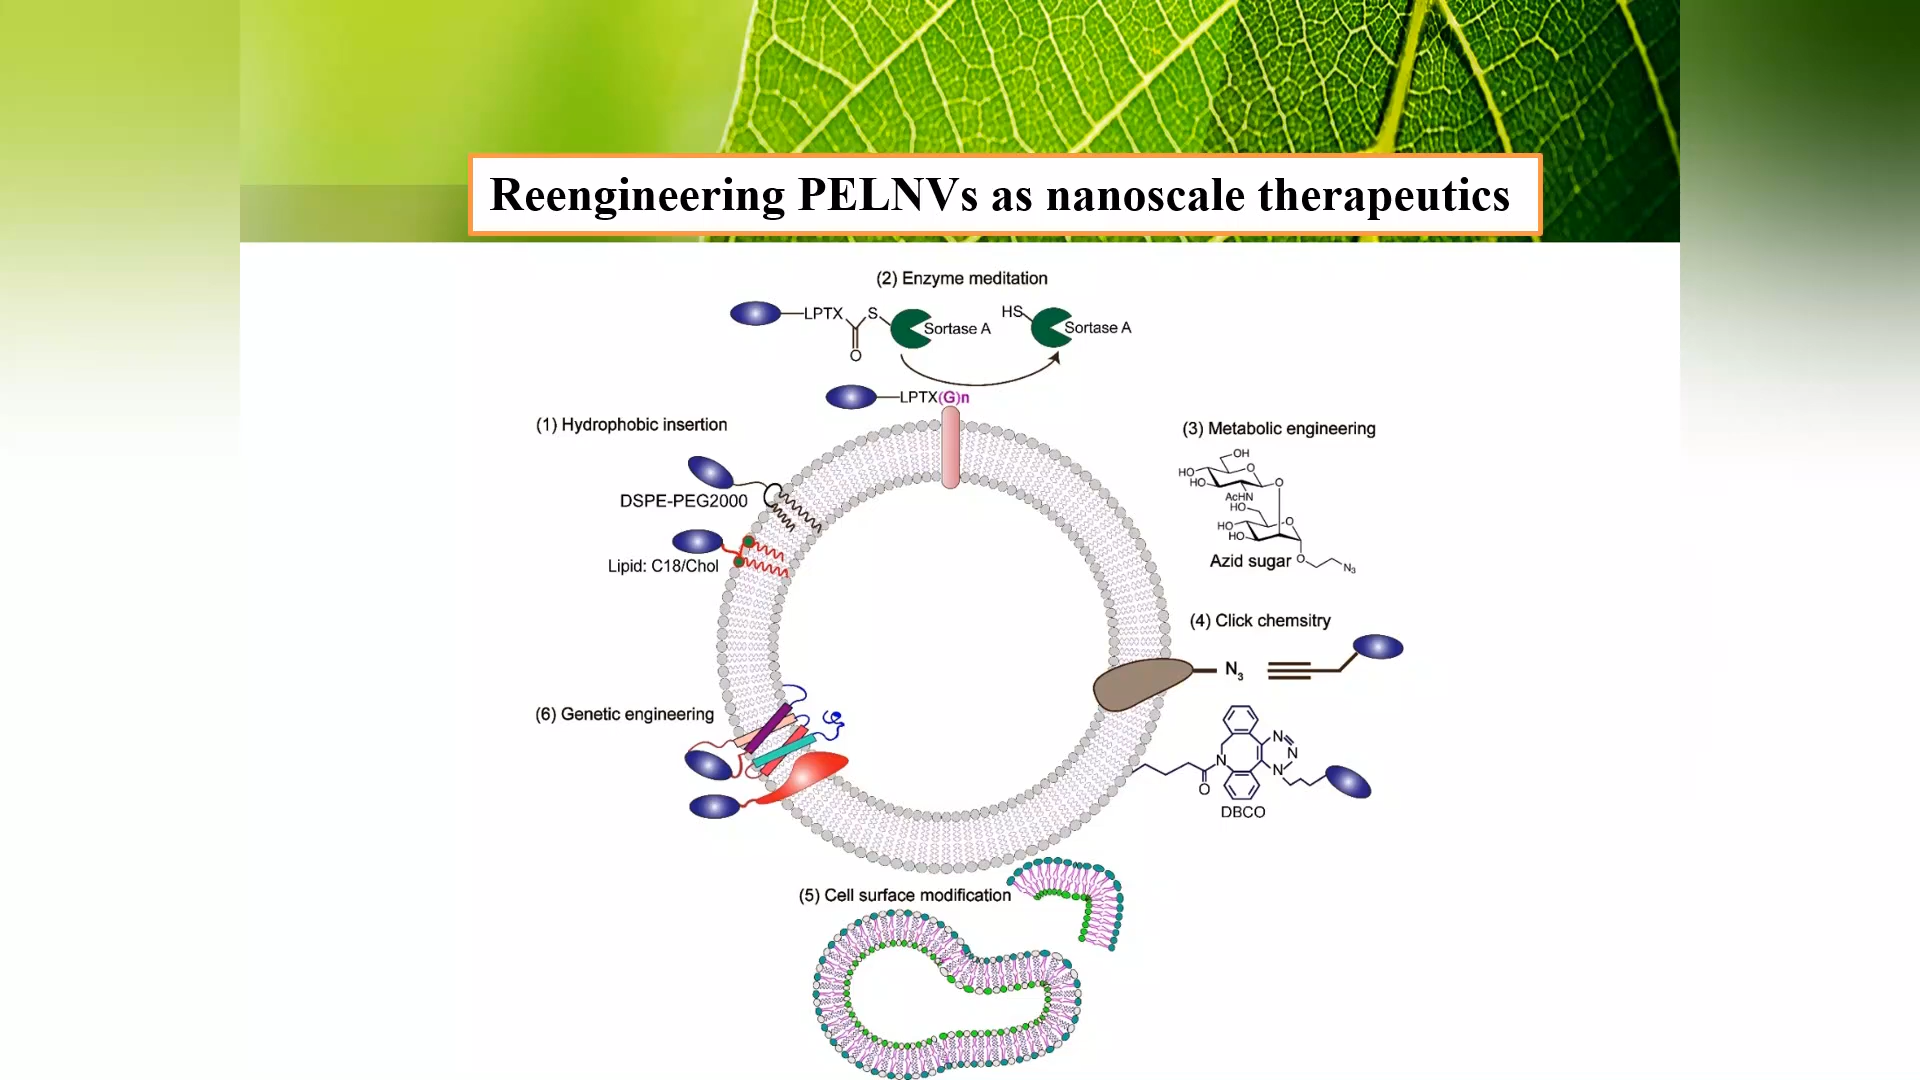 Reengineering PELNVs as nanoscale therapeutics
(2) Enzyme meditation
LPTX
S
Sortase A
O
HS
Sortase A
LPTX(G)n
(1) Hydrophobic insertion
DSPE-PEG2000
Lipid: C18/Chol
(3) Metabolic engineering
OH
HO
O
HO
O
AcHN
HO
HO
O
HO
Azid sugar
O
N3
(4) Click chemsitry
N3
(6) Genetic engineering
N
N
N
N
O
DBCO
(5) Cell surface modification